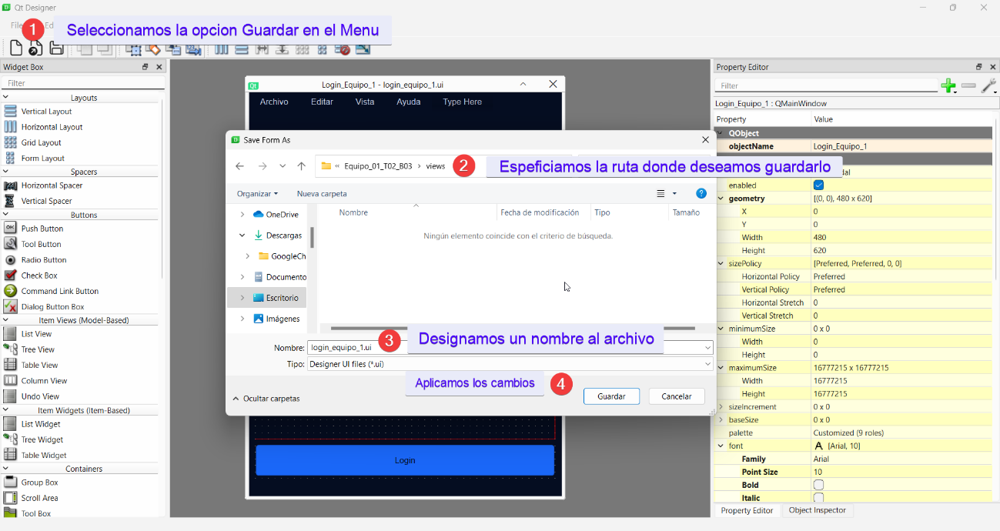 Qt Designer
File
Ed
1
Seleccionamos la opcion Guardar en el Menu
Widget Box
Filter
Layouts
Vertical Layout
Horizontal Layout
Grid Layout
Form Layout
Spacers
Horizontal Spacer
Vertical Spacer
Buttons
Push Button
Tool Button
Radio Button
Check Box
Command Link Button
Dialog Button Box
Item Views (Model-Based)
List View
Tree View
Table View
Column View
Undo View
Item Widgets (Item-Based)
List Widget
Tree Widget
Table Widget
Containers
Group Box
Scroll Area
Tool Box
Login_Equipo_1 - login_equipo_1.ui
Archivo Editar Vista Ayuda Type Here
Save Form As
« Equipo_01_T02_B03 > views
2
Espeficiamos la ruta donde deseamos guardarlo
Organizar Nueva carpeta
Nombre Fecha de modificación Tipo Tamaño
Ningún elemento coincide con el criterio de búsqueda.
OneDrive
Descargas
GoogleCh
Documento
Escritorio
Imágenes
3
Designamos un nombre al archivo
Nombre: login_equipo_1.ui
Tipo: Designer UI files (*.ui)
Aplicamos los cambios
4
Ocultar carpetas
Guardar Cancelar
Login
Property Editor
Filter
Login_Equipo_1 : QMainWindow
Property Value
QObject
objectName Login_Equipo_1
enabled
geometry [(0, 0), 480 x 620]
X 0
Y 0
Width 480
Height 620
sizePolicy [Preferred, Preferred, 0, 0]
Horizontal Policy Preferred
Vertical Policy Preferred
Horizontal Stretch 0
Vertical Stretch 0
minimumSize 0 x 0
Width 0
Height 0
maximumSize 16777215 x 16777215
Width 16777215
Height 16777215
sizeIncrement 0 x 0
baseSize 0 x 0
palette Customized (9 roles)
font A [Arial, 10]
Family Arial
Point Size 10
Bold
Italic
Property Editor Object Inspector